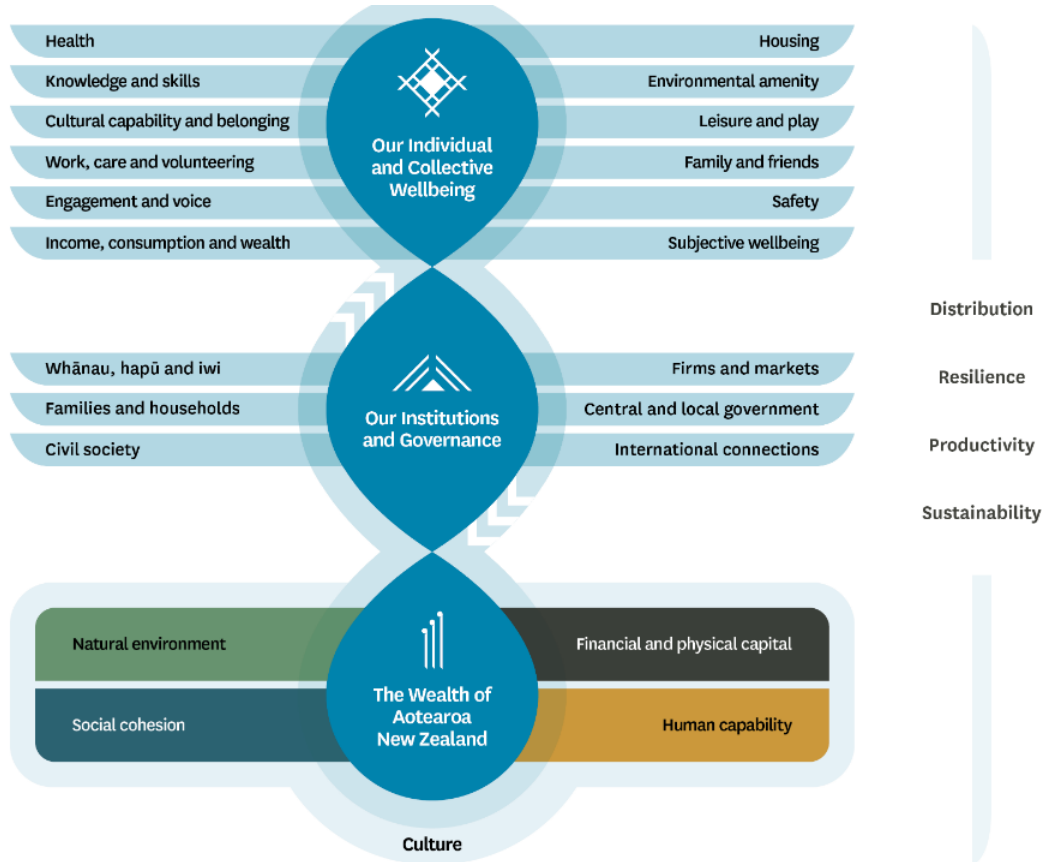 Health
Housing
Knowledge and skills
Environmental amenity
Cultural capability and belonging
Leisure and play
Work, care and volunteering
Family and friends
Engagement and voice
Safety
Income, consumption and wealth
Subjective wellbeing
Our Individual
and Collective
Wellbeing
Whānau, hapū and iwi
Firms and markets
Families and households
Central and local government
Civil society
International connections
Our Institutions
and Governance
Natural environment
Financial and physical capital
Social cohesion
Human capability
The Wealth of
Aotearoa
New Zealand
Culture
Distribution
Resilience
Productivity
Sustainability